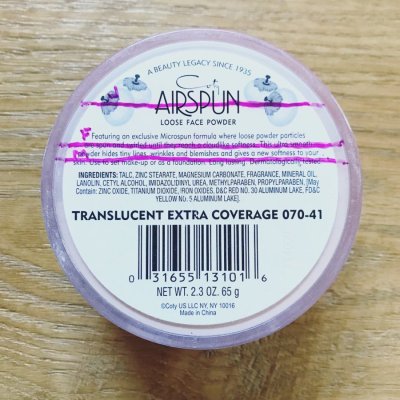 A BEAUTY LEGACY SINCE 1935
Coty
AIRSPUN
LOOSE FACE POWDER
Featuring an exclusive Microspun formula where loose powder particles
are spun and swirled until they reach a cloudlike softness. This ultra smooth
powder hides tiny lines, wrinkles and blemishes and gives a new softness to your
skin. Use to set make-up or as a foundation. Long lasting. Dermatologically tested
INGREDIENTS: TALC, ZINC STEARATE, MAGNESIUM CARBONATE, FRAGRANCE, MINERAL OIL,
LANOLIN, CETYL ALCOHOL, IMIDAZOLIDINYL UREA, METHYLPARABEN, PROPYLPARABEN. [May
Contain: ZINC OXIDE, TITANIUM DIOXIDE, IRON OXIDES, D&C RED NO. 30 ALUMINUM LAKE, FD&C
YELLOW NO. 5 ALUMINUM LAKE].
TRANSLUCENT EXTRA COVERAGE 070-41
0 31655 13101 6
NET WT. 2.3 OZ. 65 g
©Coty US LLC NY, NY 10016
Made in China